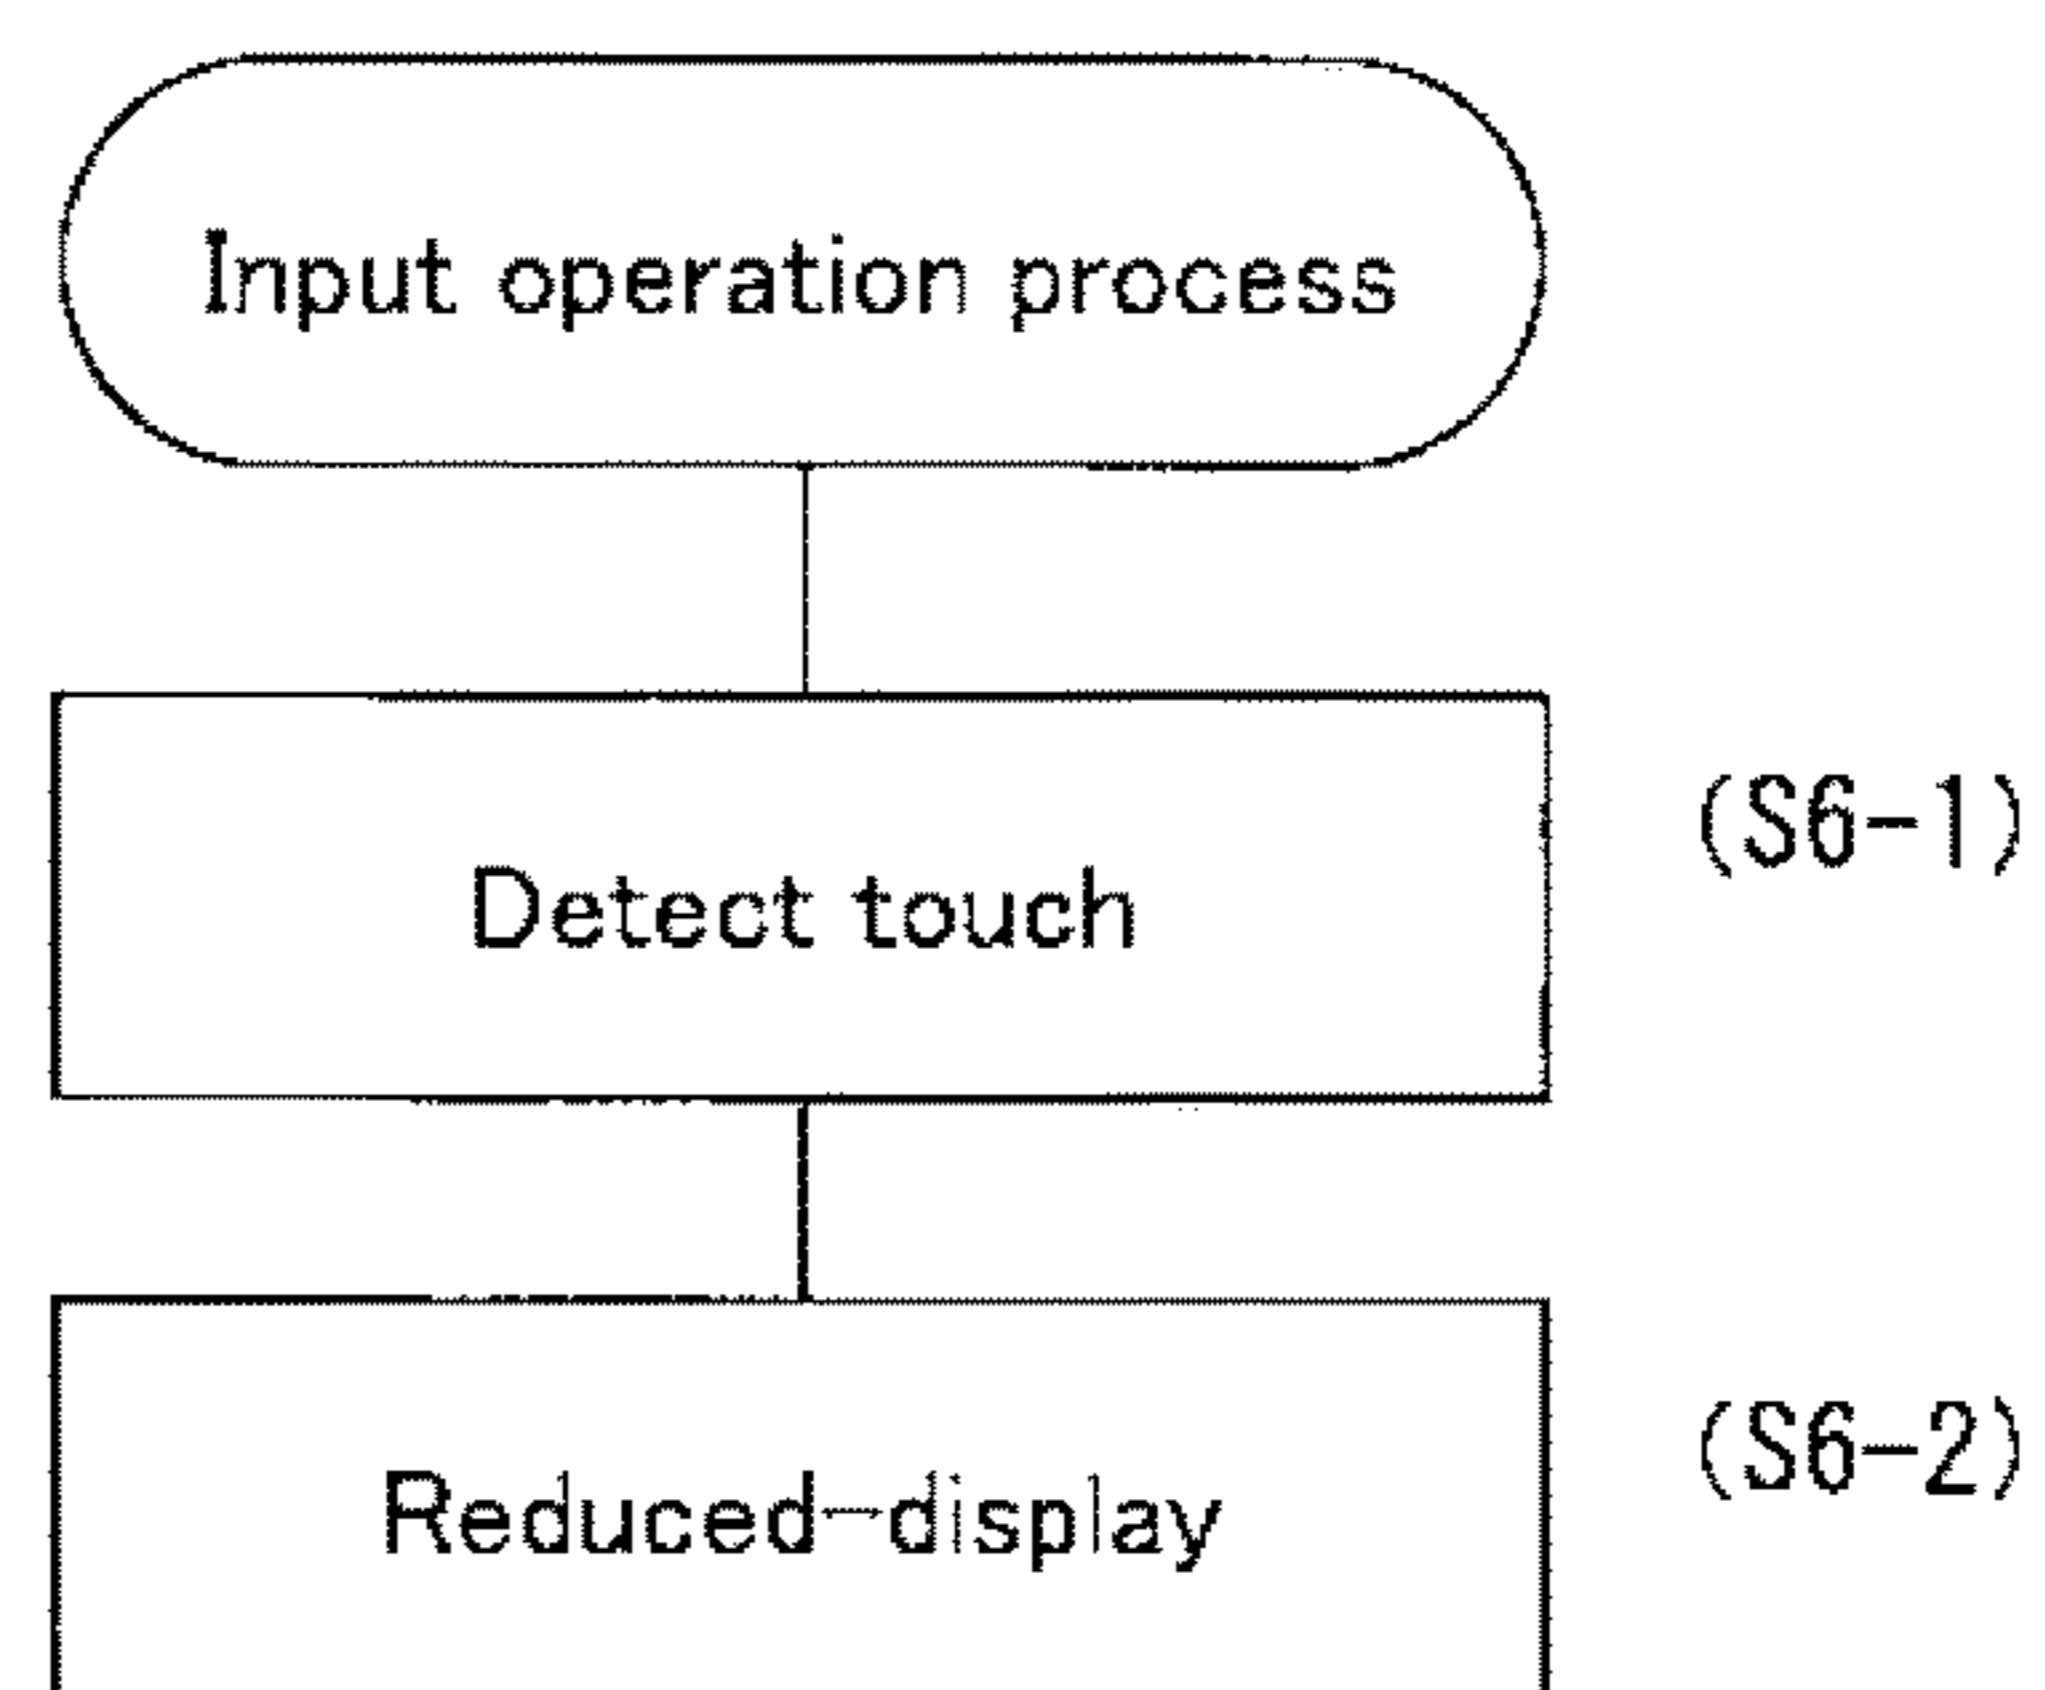 Input operation process
(S6-1)
Detect touch
(S6-2)
Reduced-display